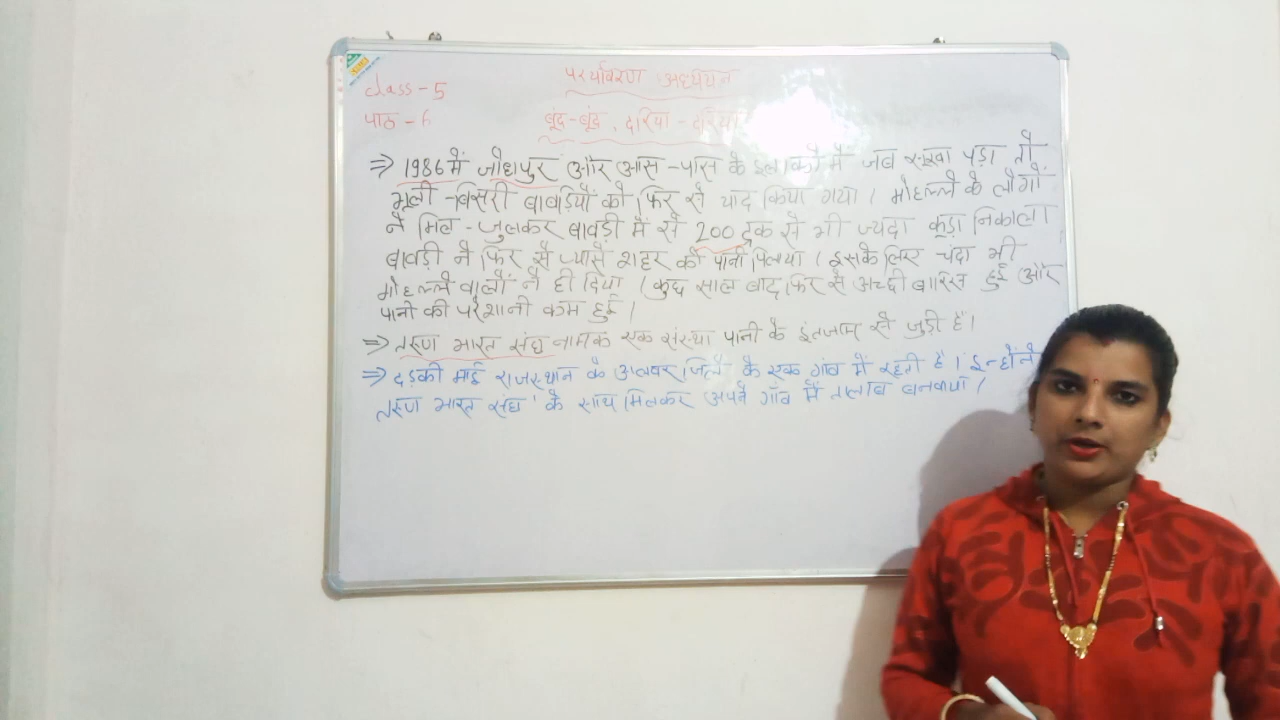 class - 5
पर्यावरण अध्ययन
पाठ - 6
बूंद-बूंद, दरिया - दरिया
⇒ 1986 में जोधपुर और आस-पास के इलाकों में जब सूखा पड़ा तो
भूली-बिसरी बावड़ियों को फिर से याद किया गया। मोहल्ले के लोगों
ने मिल-जुलकर बावड़ी में से 200 ट्रक से भी ज्यदा कूड़ा निकाला
बावड़ी ने फिर से प्यासे शहर को पानी पिलाया। इसके लिए चंदा भी
मोहल्ले वालों ने ही दिया। कुछ साल बाद फिर से अच्छी बारिस हुई और
पानी की परेशानी कम हुई।
⇒ तरुण भारत संघ नामक एक संस्था पानी के इंतजाम से जुड़ी है।
⇒ दड़की माई राजस्थान के अलवर जिले के एक गांव में रहती है। इन्होंने
तरुण भारत संघ' के साथ मिलकर अपने गाँव में तालाब बनवाया।